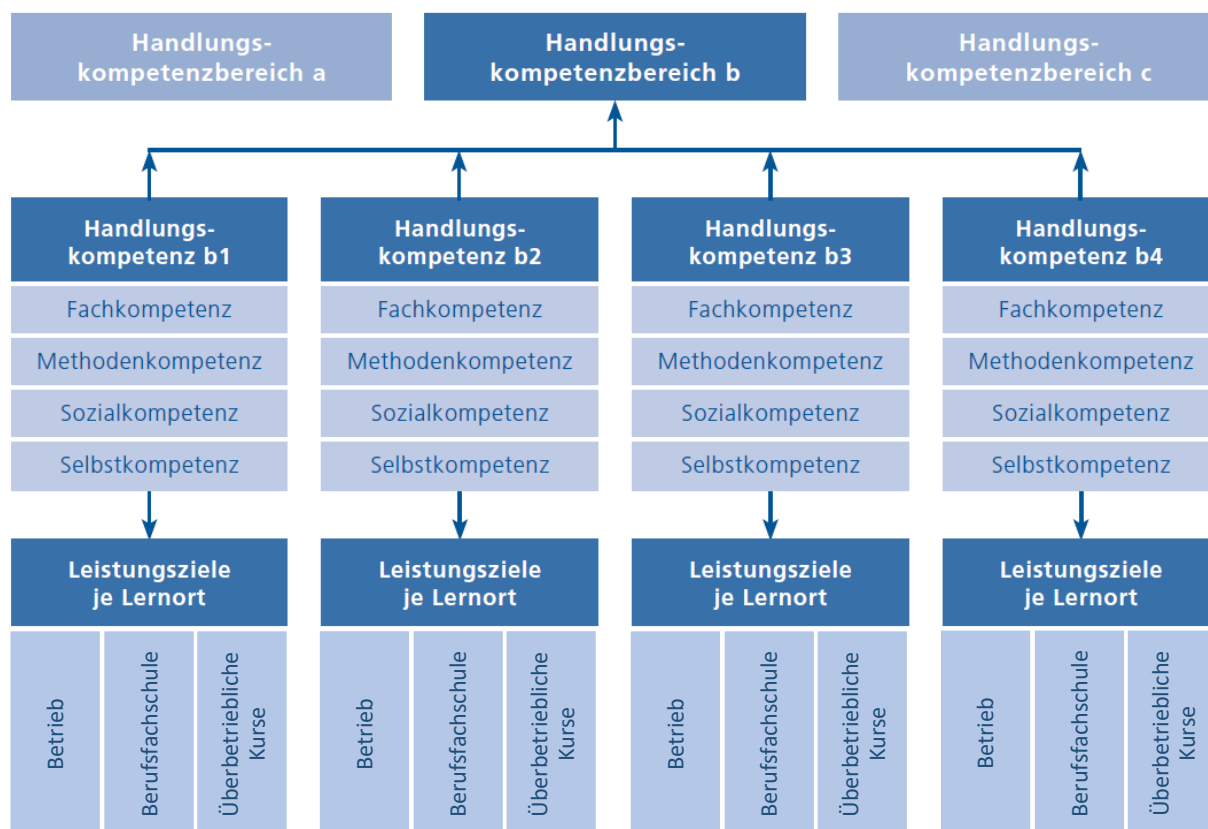 Handlungs-
kompetenzbereich a
Handlungs-
kompetenzbereich b
Handlungs-
kompetenzbereich c
Handlungs-
kompetenz b1
Handlungs-
kompetenz b2
Handlungs-
kompetenz b3
Handlungs-
kompetenz b4
Fachkompetenz
Fachkompetenz
Fachkompetenz
Fachkompetenz
Methodenkompetenz
Methodenkompetenz
Methodenkompetenz
Methodenkompetenz
Sozialkompetenz
Sozialkompetenz
Sozialkompetenz
Sozialkompetenz
Selbstkompetenz
Selbstkompetenz
Selbstkompetenz
Selbstkompetenz
Leistungsziele
je Lernort
Leistungsziele
je Lernort
Leistungsziele
je Lernort
Leistungsziele
je Lernort
Betrieb
Berufsfachschule
Überbetriebliche
Kurse
Betrieb
Berufsfachschule
Überbetriebliche
Kurse
Betrieb
Berufsfachschule
Überbetriebliche
Kurse
Betrieb
Berufsfachschule
Überbetriebliche
Kurse